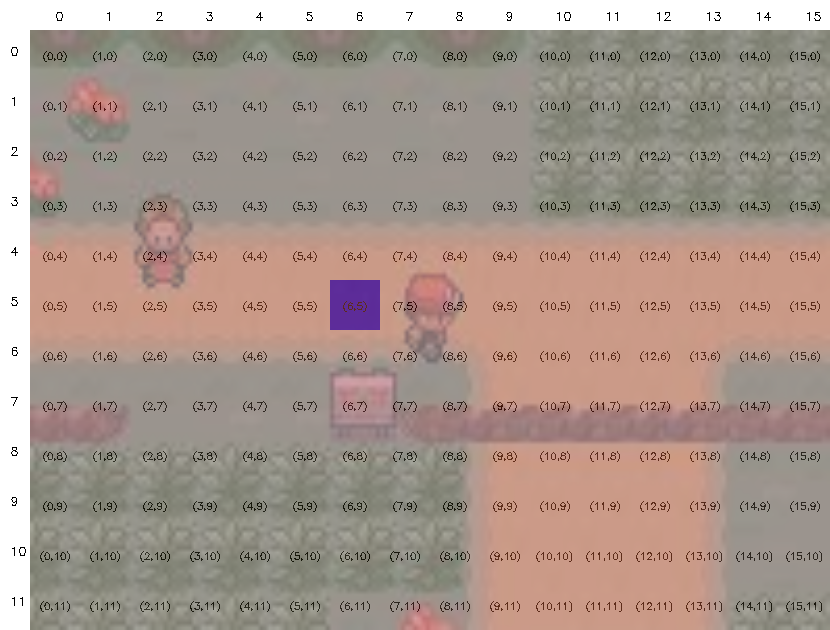 0 1 2 3 4 5 6 7 8 9 10 11 12 13 14 15
0 (0,0) (1,0) (2,0) (3,0) (4,0) (5,0) (6,0) (7,0) (8,0) (9,0) (10,0) (11,0) (12,0) (13,0) (14,0) (15,0)
1 (0,1) (1,1) (2,1) (3,1) (4,1) (5,1) (6,1) (7,1) (8,1) (9,1) (10,1) (11,1) (12,1) (13,1) (14,1) (15,1)
2 (0,2) (1,2) (2,2) (3,2) (4,2) (5,2) (6,2) (7,2) (8,2) (9,2) (10,2) (11,2) (12,2) (13,2) (14,2) (15,2)
3 (0,3) (1,3) (2,3) (3,3) (4,3) (5,3) (6,3) (7,3) (8,3) (9,3) (10,3) (11,3) (12,3) (13,3) (14,3) (15,3)
4 (0,4) (1,4) (2,4) (3,4) (4,4) (5,4) (6,4) (7,4) (8,4) (9,4) (10,4) (11,4) (12,4) (13,4) (14,4) (15,4)
5 (0,5) (1,5) (2,5) (3,5) (4,5) (5,5) (6,5) (7,5) (8,5) (9,5) (10,5) (11,5) (12,5) (13,5) (14,5) (15,5)
6 (0,6) (1,6) (2,6) (3,6) (4,6) (5,6) (6,6) (7,6) (8,6) (9,6) (10,6) (11,6) (12,6) (13,6) (14,6) (15,6)
7 (0,7) (1,7) (2,7) (3,7) (4,7) (5,7) (6,7) (7,7) (8,7) (9,7) (10,7) (11,7) (12,7) (13,7) (14,7) (15,7)
8 (0,8) (1,8) (2,8) (3,8) (4,8) (5,8) (6,8) (7,8) (8,8) (9,8) (10,8) (11,8) (12,8) (13,8) (14,8) (15,8)
9 (0,9) (1,9) (2,9) (3,9) (4,9) (5,9) (6,9) (7,9) (8,9) (9,9) (10,9) (11,9) (12,9) (13,9) (14,9) (15,9)
10 (0,10) (1,10) (2,10) (3,10) (4,10) (5,10) (6,10) (7,10) (8,10) (9,10) (10,10) (11,10) (12,10) (13,10) (14,10) (15,10)
11 (0,11) (1,11) (2,11) (3,11) (4,11) (5,11) (6,11) (7,11) (8,11) (9,11) (10,11) (11,11) (12,11) (13,11) (14,11) (15,11)